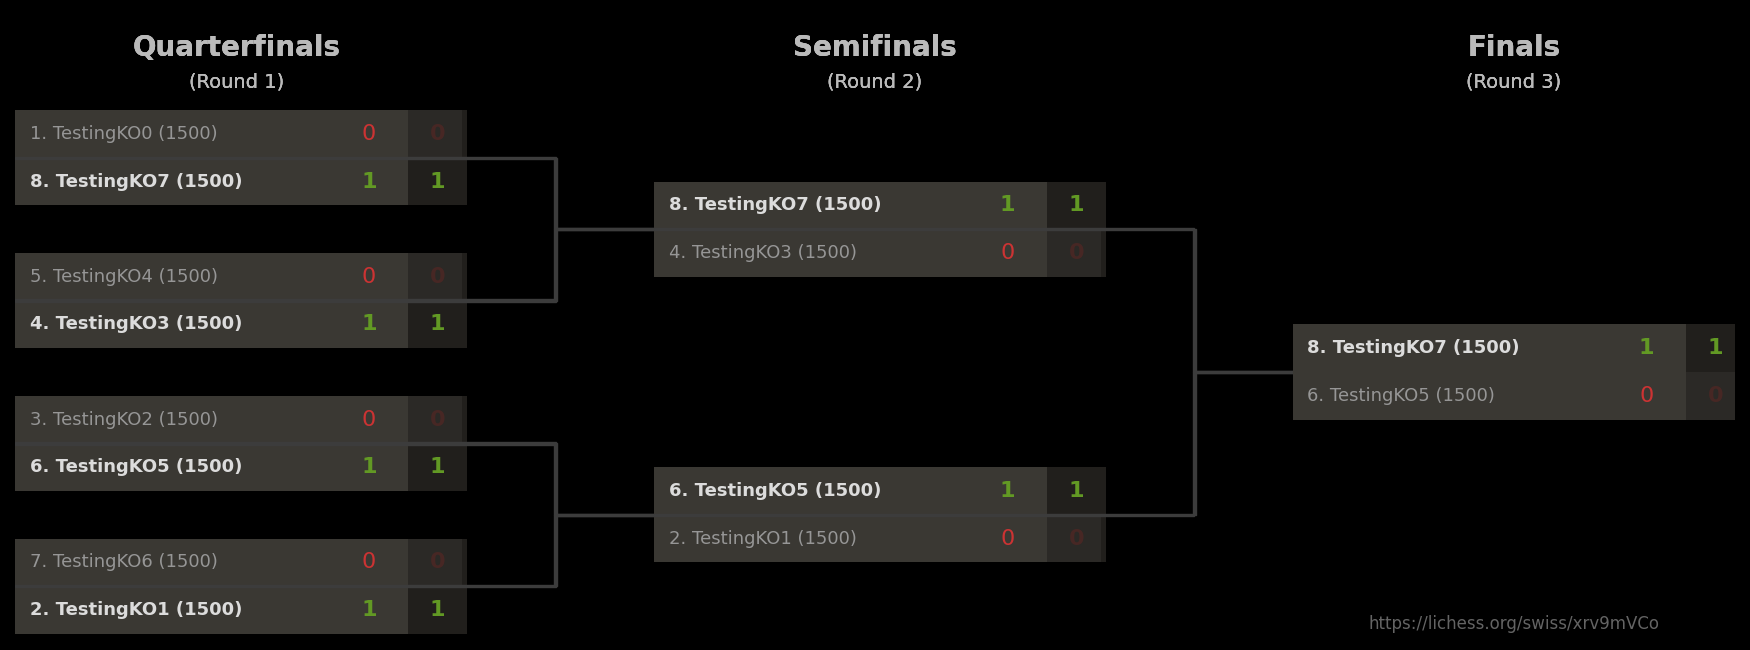 Quarterfinals
(Round 1)
1. TestingKO0 (1500) 0 0
8. TestingKO7 (1500) 1 1
5. TestingKO4 (1500) 0 0
4. TestingKO3 (1500) 1 1
3. TestingKO2 (1500) 0 0
6. TestingKO5 (1500) 1 1
7. TestingKO6 (1500) 0 0
2. TestingKO1 (1500) 1 1
Semifinals
(Round 2)
8. TestingKO7 (1500) 1 1
4. TestingKO3 (1500) 0 0
6. TestingKO5 (1500) 1 1
2. TestingKO1 (1500) 0 0
Finals
(Round 3)
8. TestingKO7 (1500) 1 1
6. TestingKO5 (1500) 0 0
https://lichess.org/swiss/xrv9mVCo